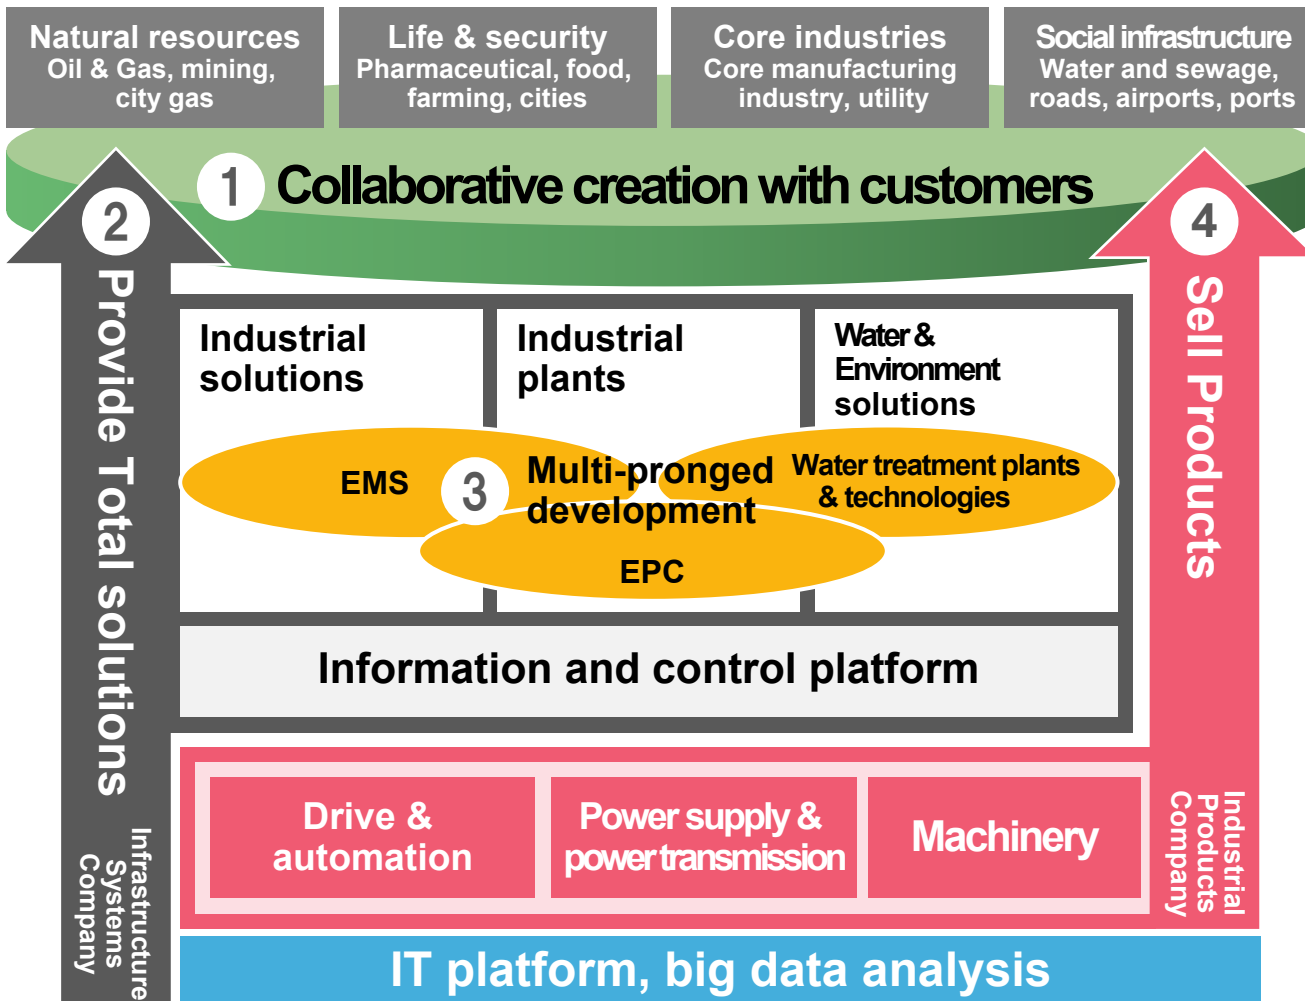 Natural resources
Oil & Gas, mining,
city gas
Life & security
Pharmaceutical, food,
farming, cities
Core industries
Core manufacturing
industry, utility
Social infrastructure
Water and sewage,
roads, airports, ports
1 Collaborative creation with customers
2
Provide Total solutions
Infrastructure
Systems
Company
4
Sell Products
Industrial
Products
Company
Industrial
solutions
Industrial
plants
Water &
Environment
solutions
EMS
3 Multi-pronged
development
Water treatment plants
& technologies
EPC
Information and control platform
Drive &
automation
Power supply &
power transmission
Machinery
IT platform, big data analysis